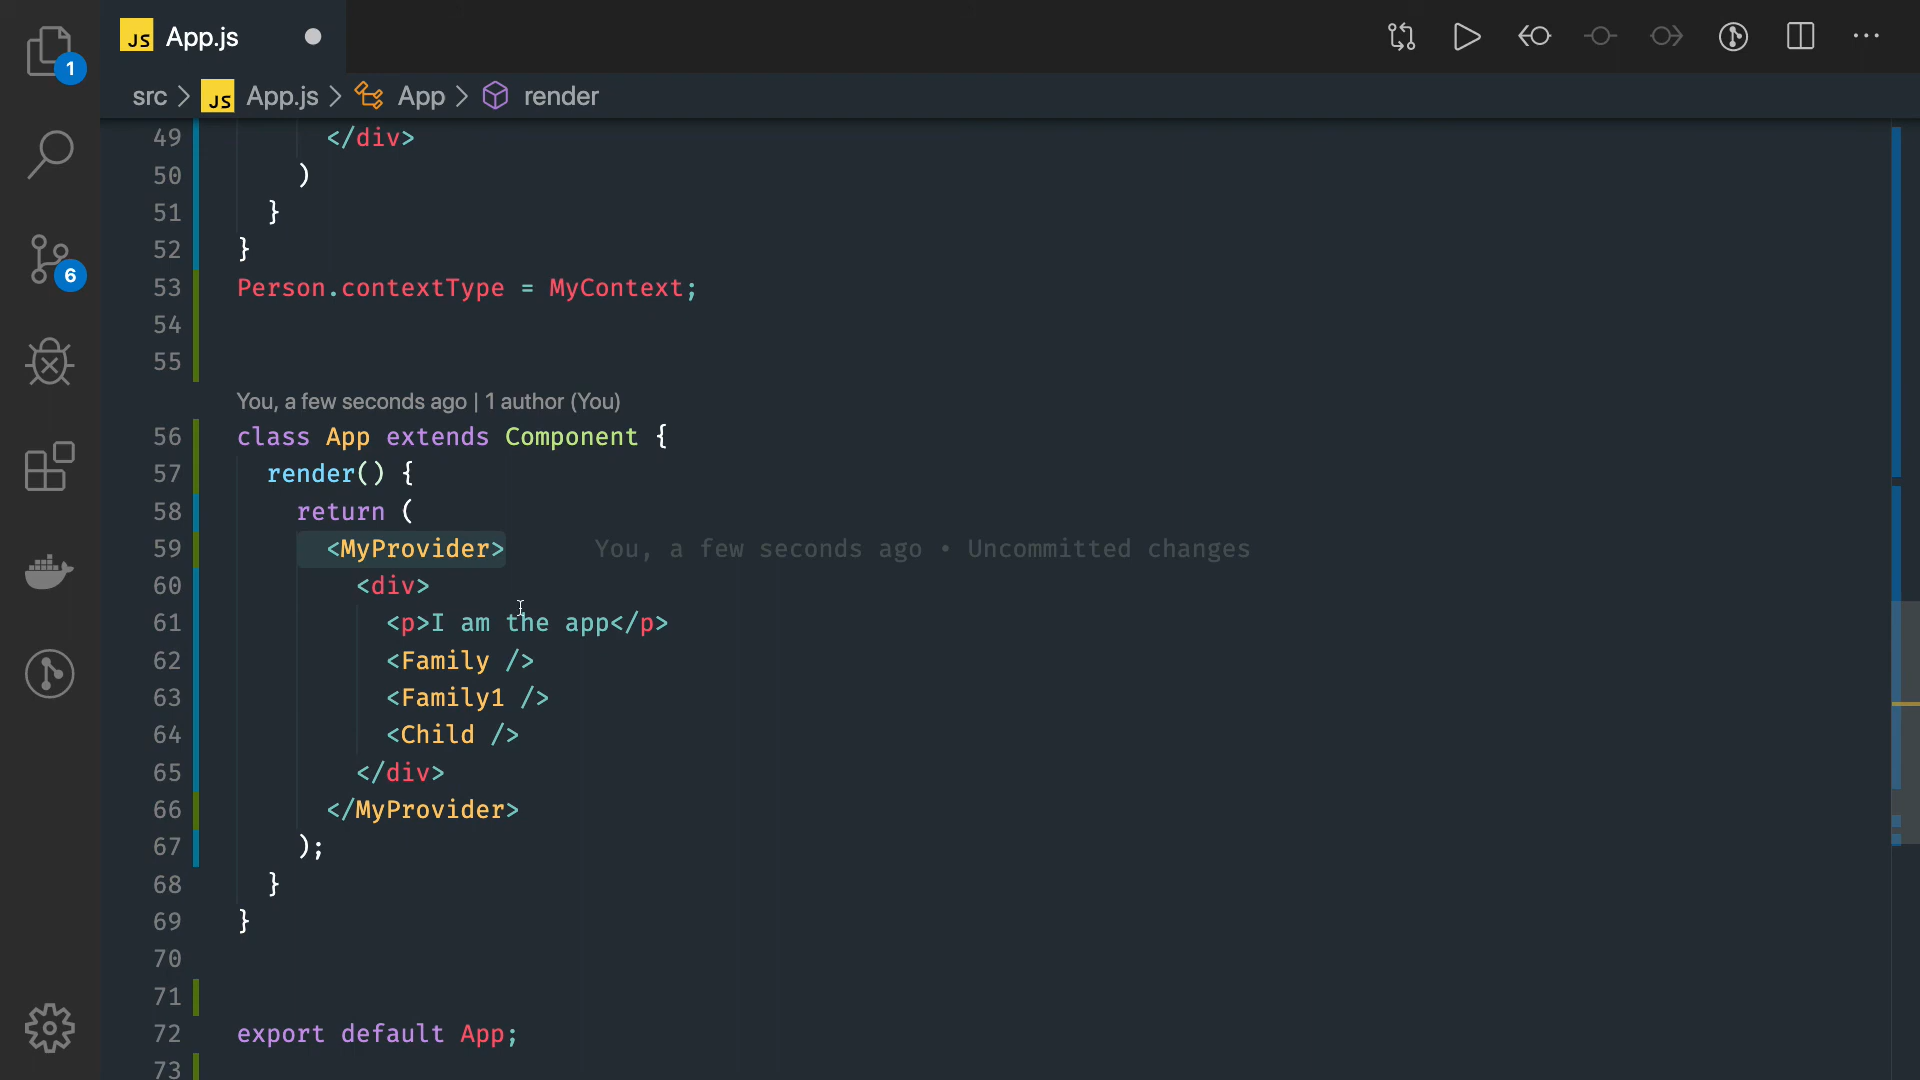 JS App.js
src > JS App.js > App > render
1
6
49 </div>
50 )
51 }
52 }
53 Person.contextType = MyContext;
54
55
You, a few seconds ago | 1 author (You)
56 class App extends Component {
57 render() {
58 return (
59 <MyProvider> You, a few seconds ago • Uncommitted changes
60 <div>
61 <p>I am the app</p>
62 <Family />
63 <Family1 />
64 <Child />
65 </div>
66 </MyProvider>
67 );
68 }
69 }
70
71
72 export default App;
73